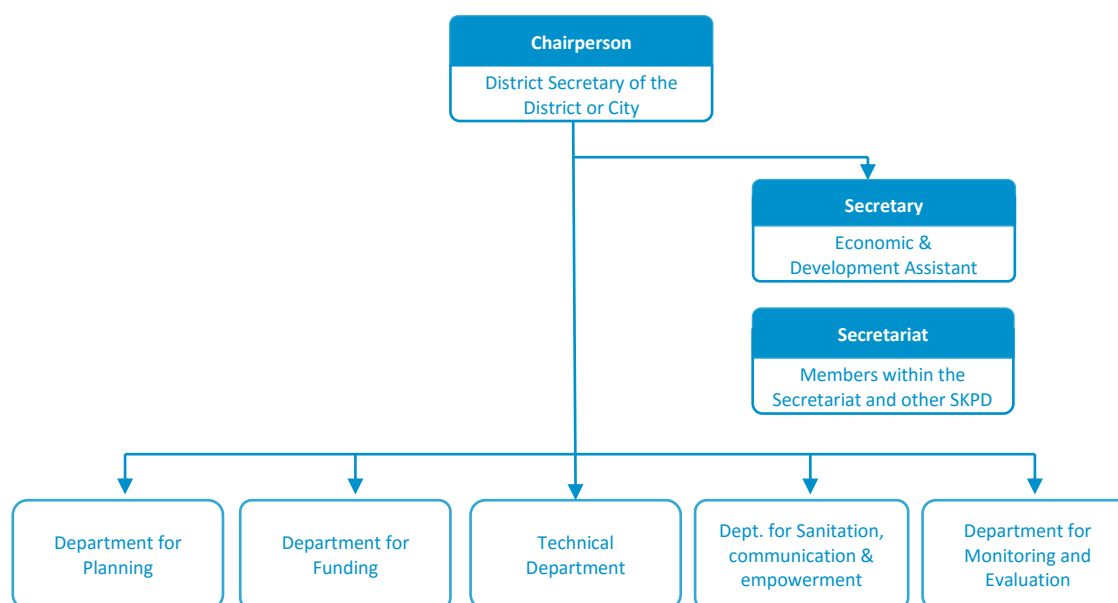 Chairperson
District Secretary of the
District or City
Secretary
Economic &
Development Assistant
Secretariat
Members within the
Secretariat and other SKPD
Department for
Planning
Department for
Funding
Technical
Department
Dept. for Sanitation,
communication &
empowerment
Department for
Monitoring and
Evaluation